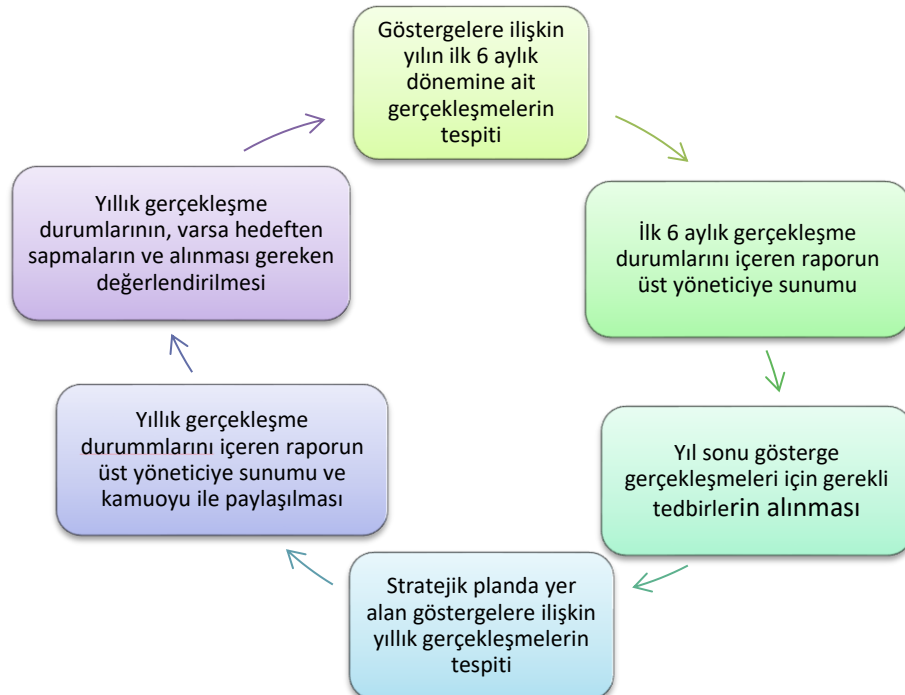 Göstergelere ilişkin
yılın ilk 6 aylık
dönemine ait
gerçekleşmelerin
tespiti
İlk 6 aylık gerçekleşme
durumlarını içeren raporun
üst yöneticiye sunumu
Yıl sonu gösterge
gerçekleşmeleri için gerekli
tedbirlerin alınması
Stratejik planda yer
alan göstergelere ilişkin
yıllık gerçekleşmelerin
tespiti
Yıllık gerçekleşme
durummlarını içeren raporun
üst yöneticiye sunumu ve
kamuoyu ile paylaşılması
Yıllık gerçekleşme
durumlarının, varsa hedeften
sapmaların ve alınması gereken
değerlendirilmesi